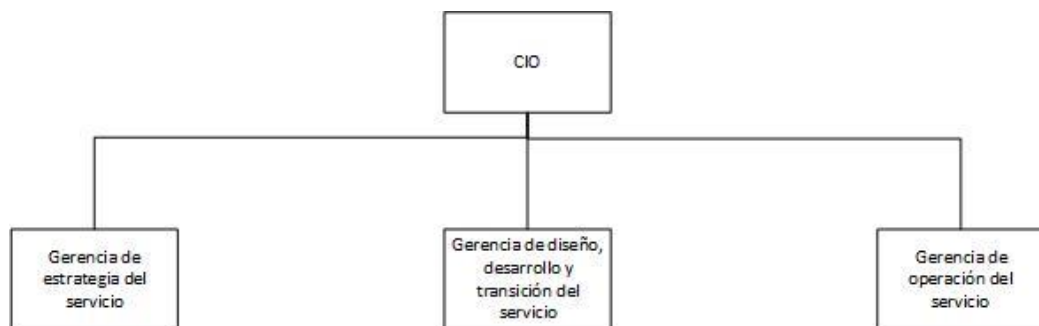 CIO
Gerencia de
estrategia del
servicio
Gerencia de diseño,
desarrollo y
transición del
servicio
Gerencia de
operación del
servicio